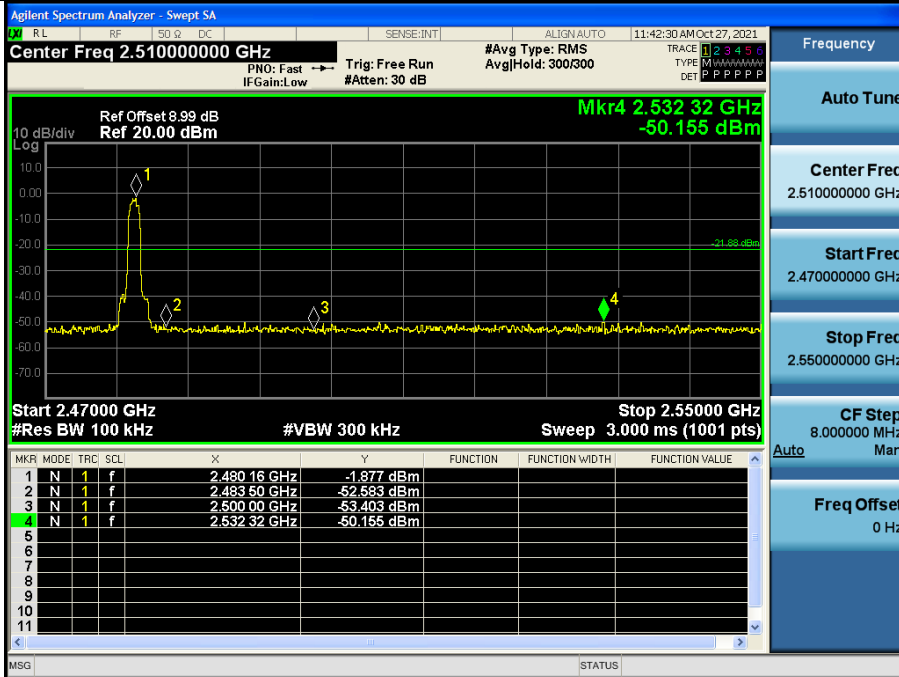 Agilent Spectrum Analyzer - Swept SA
LXI RL RF 50 Ω DC SENSE:INT ALIGN AUTO 11:42:30 AM Oct 27, 2021
Center Freq 2.510000000 GHz
PNO: Fast
IFGain:Low
Trig: Free Run
#Atten: 30 dB
#Avg Type: RMS
Avg|Hold: 300/300
TRACE 1 2 3 4 5 6
TYPE M W W W W W
DET P P P P P P
Frequency
Auto Tune
Center Freq
2.510000000 GHz
Start Freq
2.470000000 GHz
Stop Freq
2.550000000 GHz
CF Step
8.000000 MHz
Auto Man
Freq Offset
0 Hz
Mkr4 2.532 32 GHz
-50.155 dBm
Ref Offset 8.99 dB
10 dB/div Ref 20.00 dBm
Log
10.0
0.00
-10.0
-20.0
-30.0
-40.0
-50.0
-60.0
-70.0
1
2
3
4
-21.88 dBm
Start 2.47000 GHz Stop 2.55000 GHz
#Res BW 100 kHz #VBW 300 kHz Sweep 3.000 ms (1001 pts)
MKR MODE TRC SCL X Y FUNCTION FUNCTION WIDTH FUNCTION VALUE
1 N 1 f 2.480 16 GHz -1.877 dBm
2 N 1 f 2.483 50 GHz -52.583 dBm
3 N 1 f 2.500 00 GHz -53.403 dBm
4 N 1 f 2.532 32 GHz -50.155 dBm
5
6
7
8
9
10
11
MSG STATUS